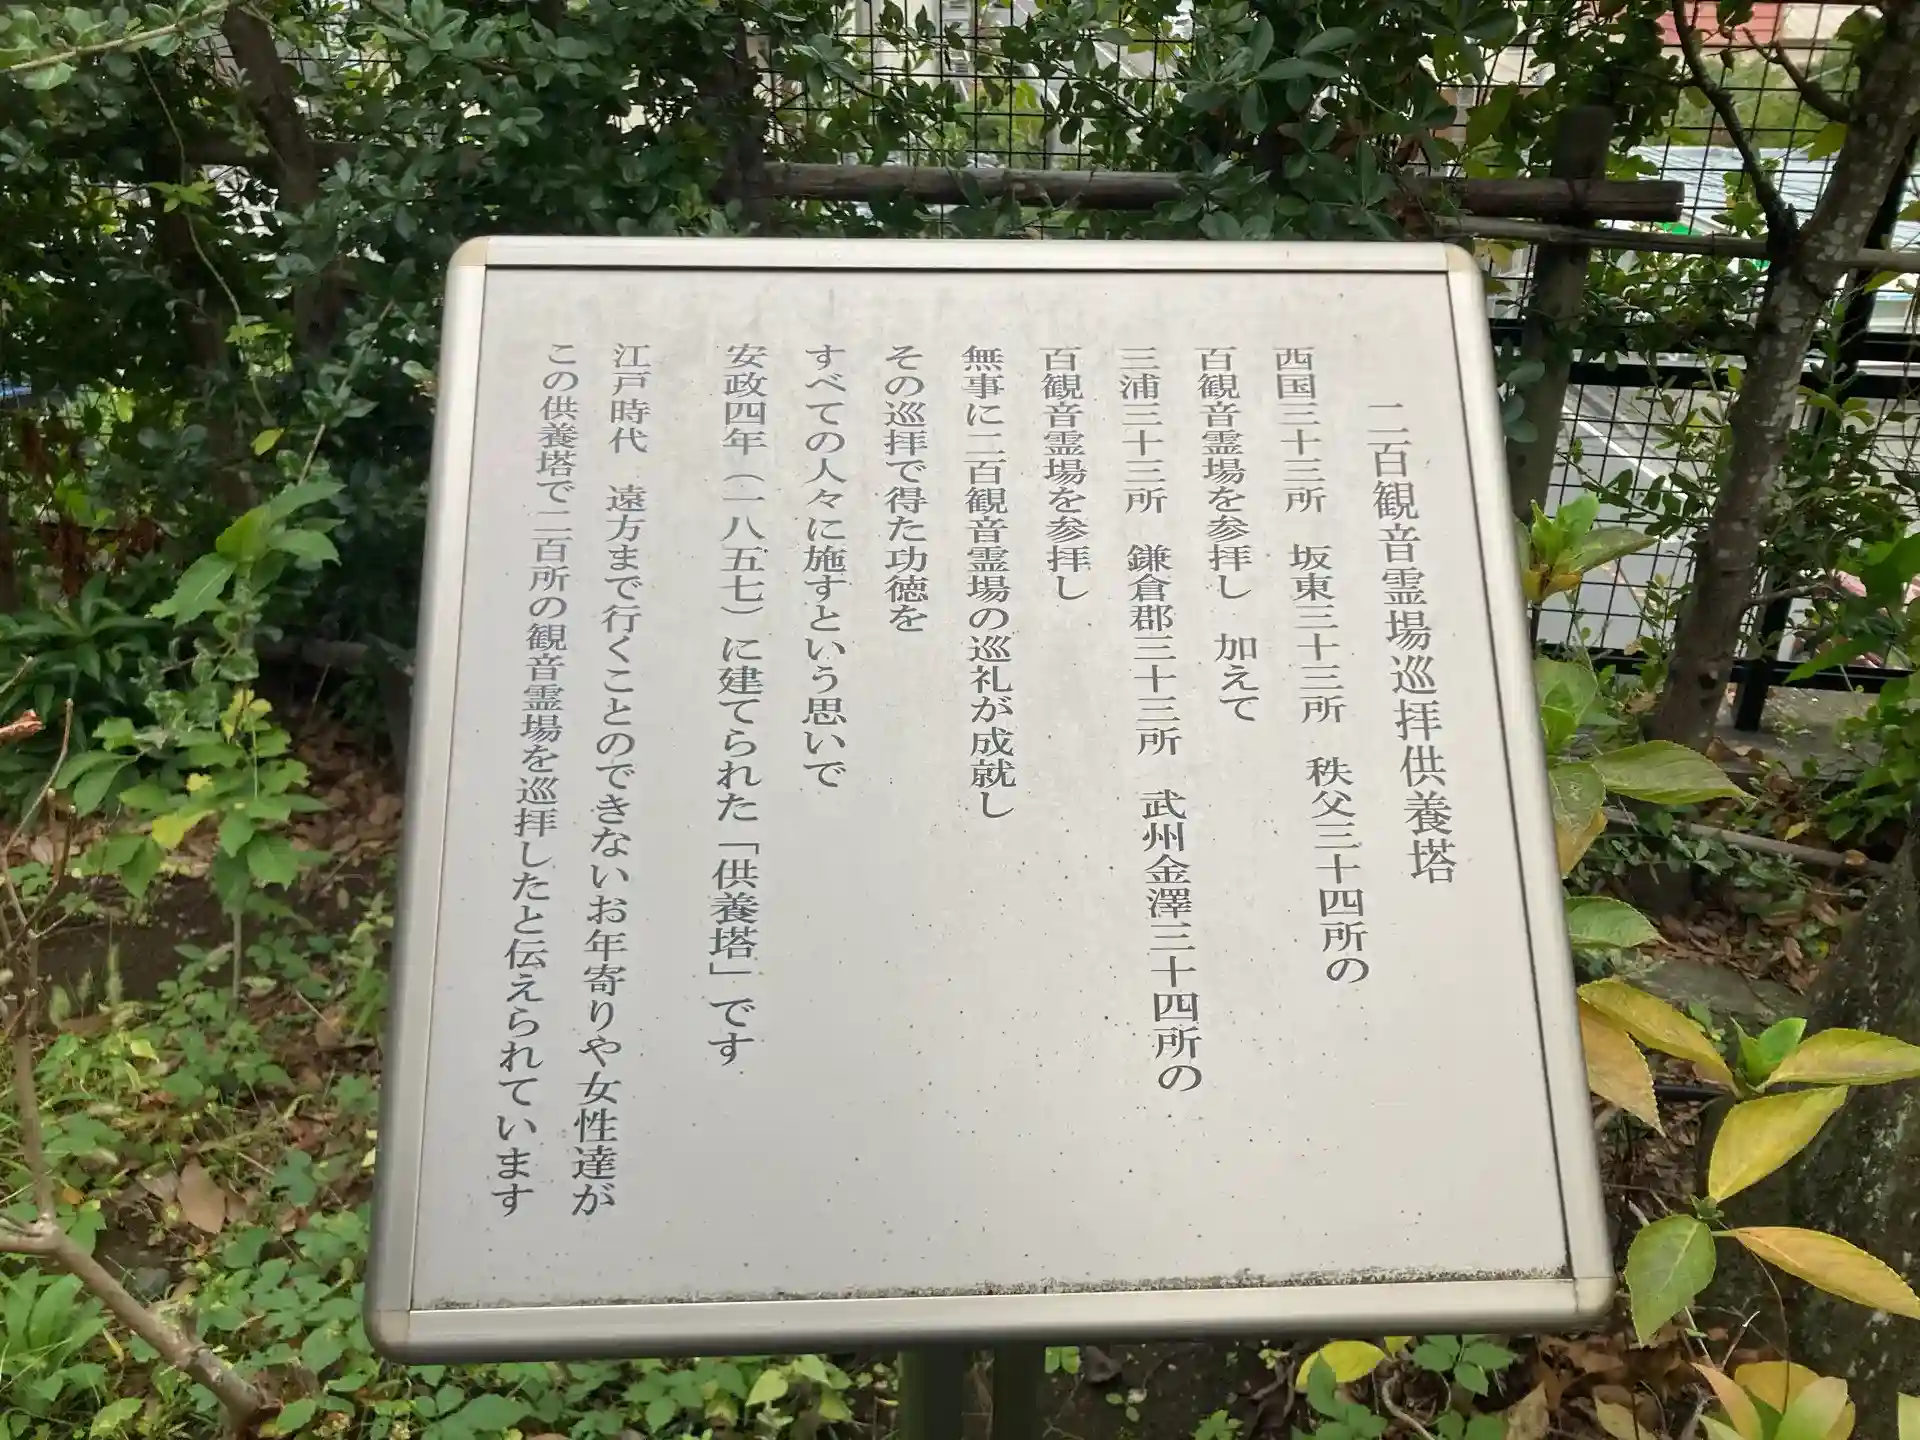 二百観音霊場巡拝供養塔
西国三十三所　坂東三十三所　秩父三十四所の
百観音霊場を参拝し　加えて
三浦三十三所　鎌倉郡三十三所　武州金澤三十四所の
百観音霊場を参拝し
無事に二百観音霊場の巡礼が成就し
その巡拝で得た功徳を
すべての人々に施すという思いで
安政四年（一八五七）に建てられた「供養塔」です
江戸時代　遠方まで行くことのできないお年寄りや女性達が
この供養塔で二百所の観音霊場を巡拝したと伝えられています